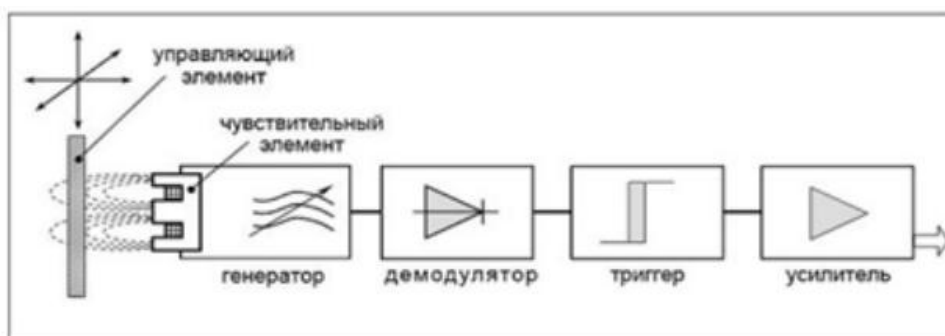 управляющий
элемент
чувствительный
элемент
генератор
демодулятор
триггер
усилитель